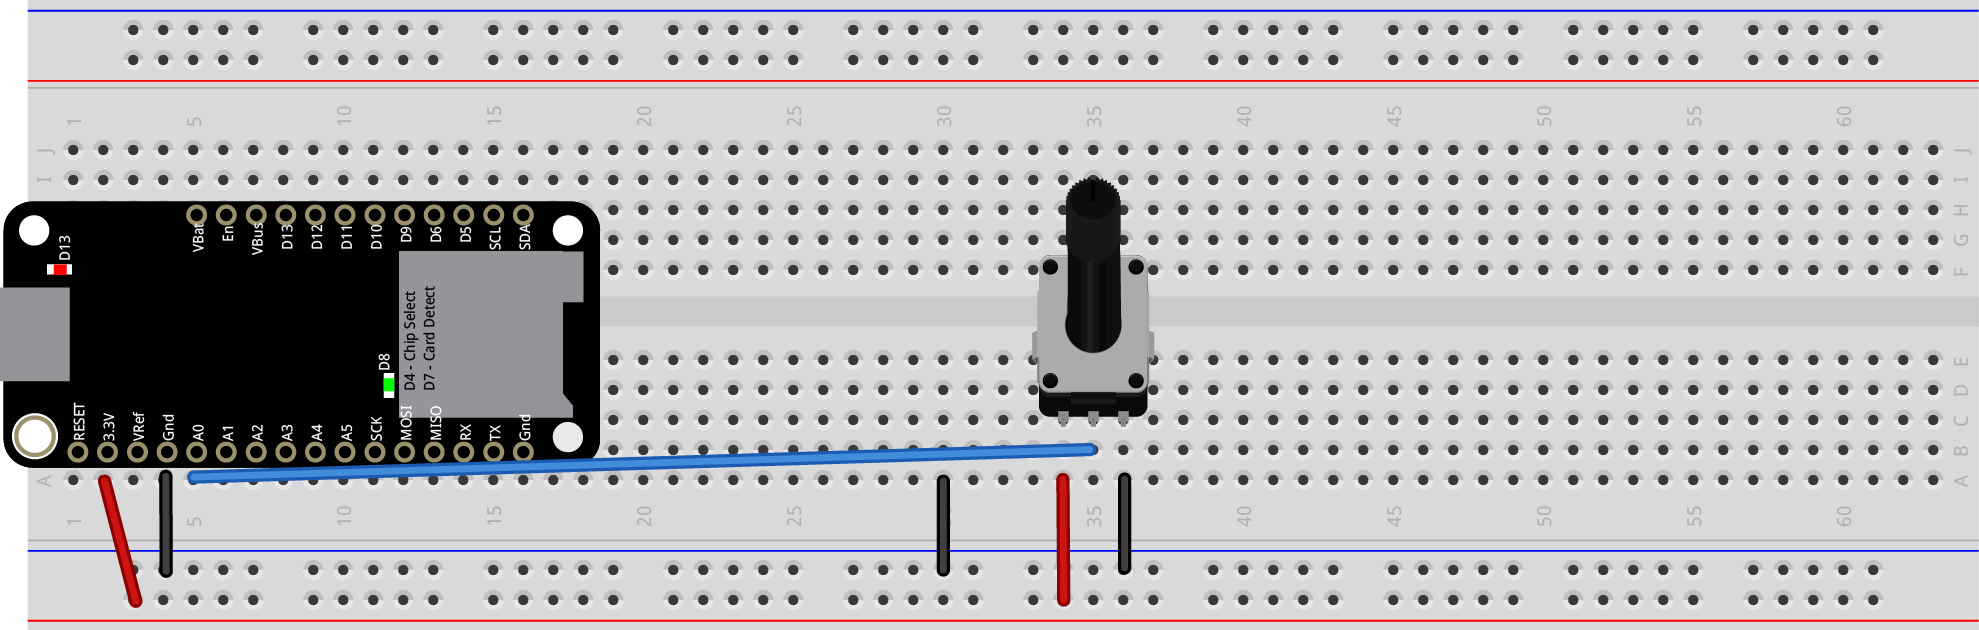 1 5 10 15 20 25 30 35 40 45 50 55 60
J J
I I
H
G
F
VBat En VBus D13 D12 D11 D10 D9 D6 D5 SCL SDA
D13
D4 - Chip Select
D7 - Card Detect
D8
E
D
C
B
RESET 3.3V VRef Gnd A0 A1 A2 A3 A4 A5 SCK MOSI MISO RX TX Gnd
A A
1 5 10 15 20 25 35 40 45 50 55 60